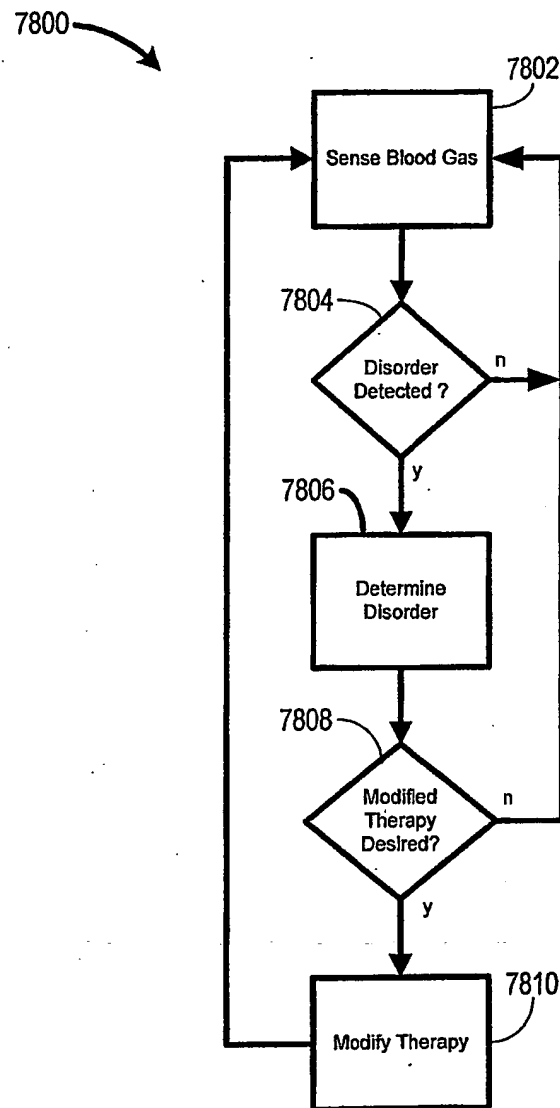 7800
7802
Sense Blood Gas
7804
Disorder
Detected ?
n
y
7806
Determine
Disorder
7808
Modified
Therapy
Desired?
n
y
7810
Modify Therapy